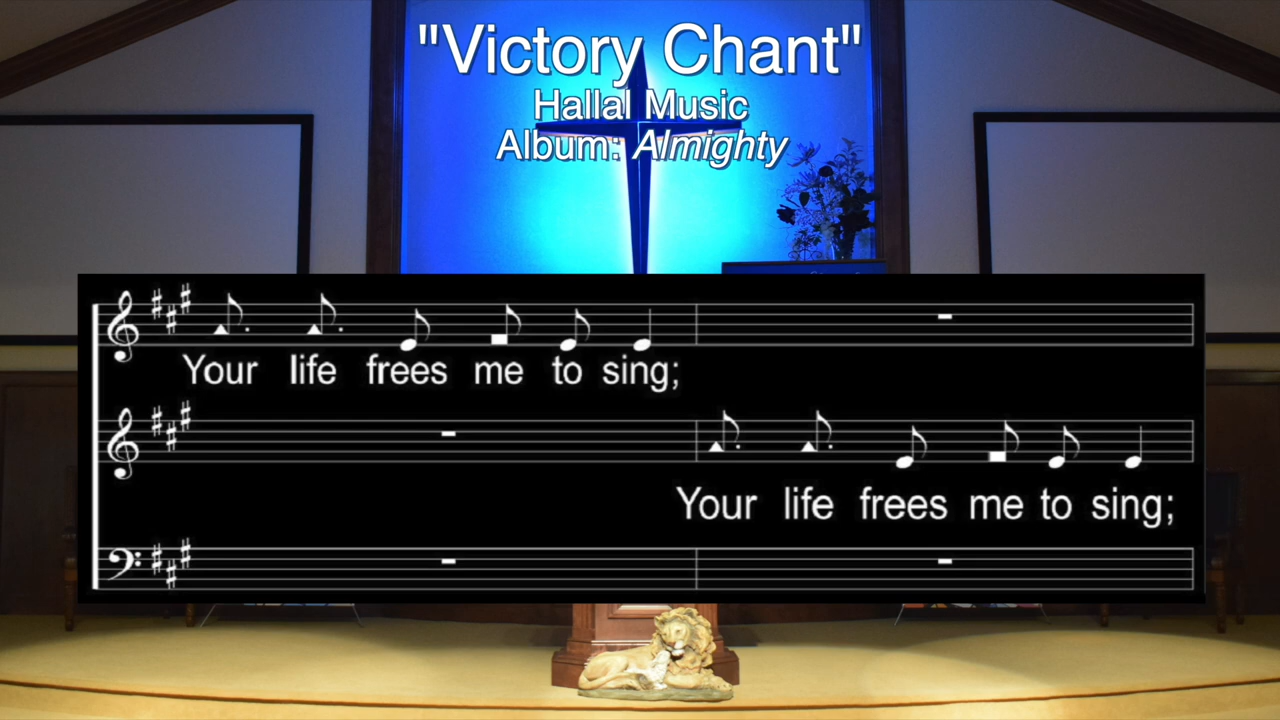 "Victory Chant"
Hallal Music
Album: Almighty
Your life frees me to sing;
Your life frees me to sing;